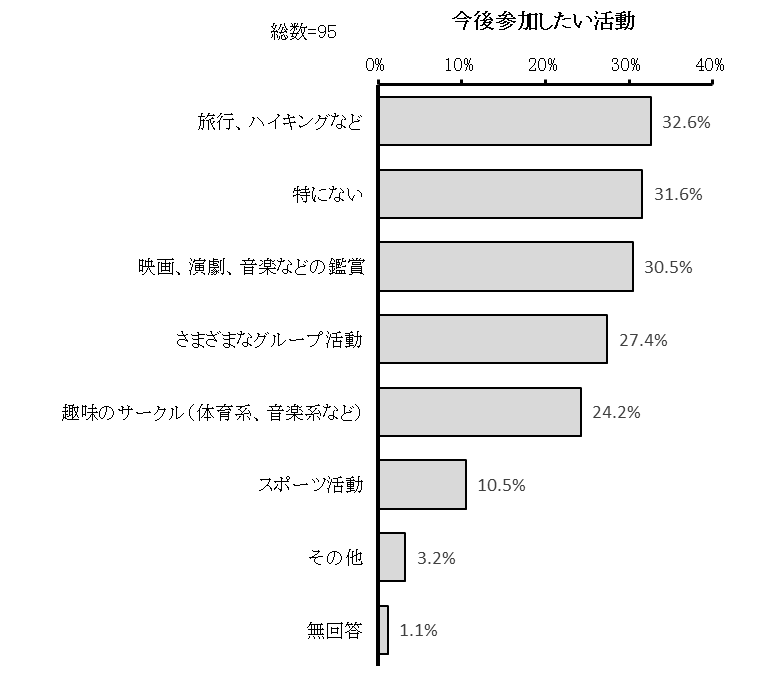 今後参加したい活動
総数=95
0% 10% 20% 30% 40%
旅行、ハイキングなど 32.6%
特にない 31.6%
映画、演劇、音楽などの鑑賞 30.5%
さまざまなグループ活動 27.4%
趣味のサークル（体育系、音楽系など） 24.2%
スポーツ活動 10.5%
その他 3.2%
無回答 1.1%